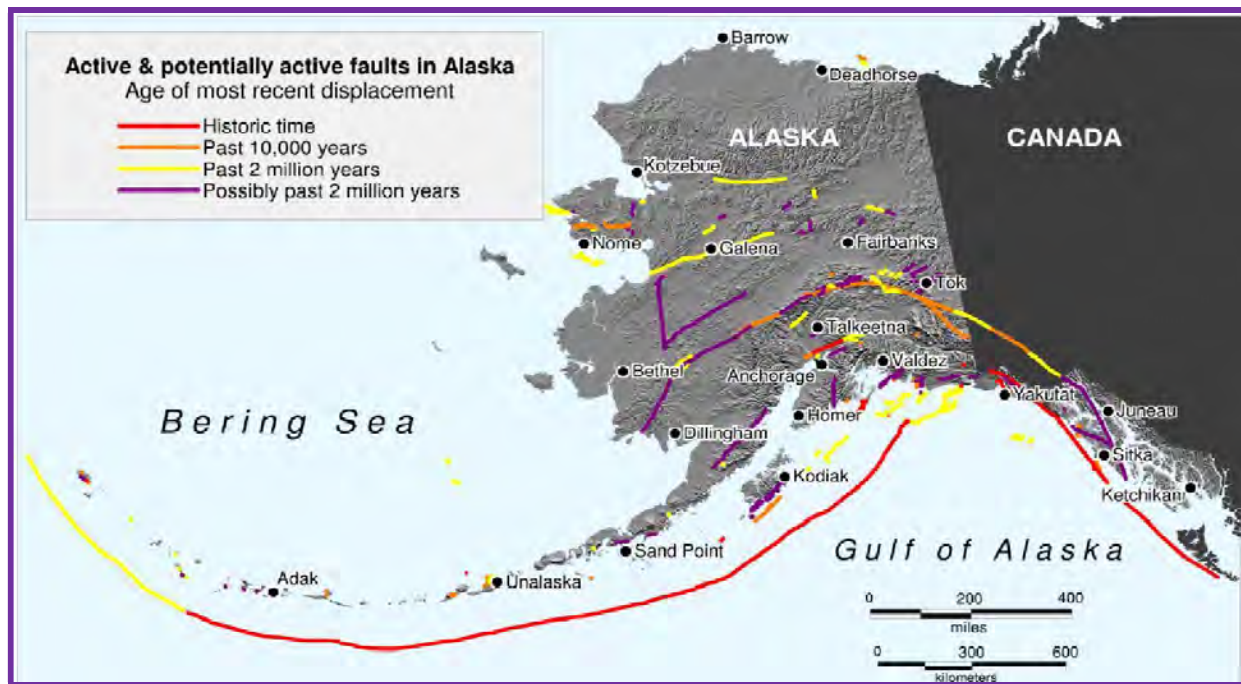 Active & potentially active faults in Alaska
Age of most recent displacement
Historic time
Past 10,000 years
Past 2 million years
Possibly past 2 million years
Barrow
Deadhorse
ALASKA
CANADA
Kotzebue
Nome
Galena
Fairbanks
Tok
Talkeetna
Bethel
Anchorage
Valdez
Yakutat
Juneau
Homer
Bering Sea
Dillingham
Sitka
Kodiak
Ketchikan
Sand Point
Gulf of Alaska
Adak
Unalaska
0 200 400
miles
0 300 600
kilometers